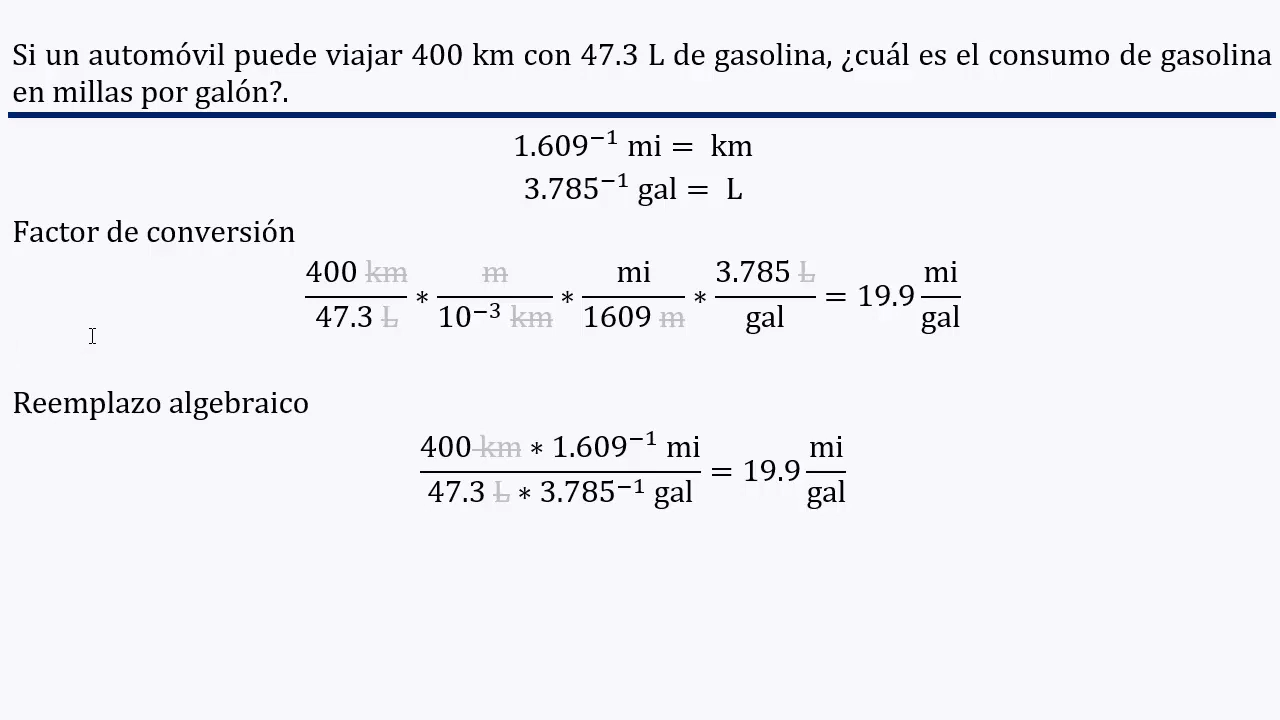 Si un automóvil puede viajar 400 km con 47.3 L de gasolina, ¿cuál es el consumo de gasolina
en millas por galón?.
1.609⁻¹ mi = km
3.785⁻¹ gal = L
Factor de conversión
400 km / 47.3 L * m / 10⁻³ km * mi / 1609 m * 3.785 L / gal = 19.9 mi / gal
Reemplazo algebraico
400 km * 1.609⁻¹ mi / 47.3 L * 3.785⁻¹ gal = 19.9 mi / gal